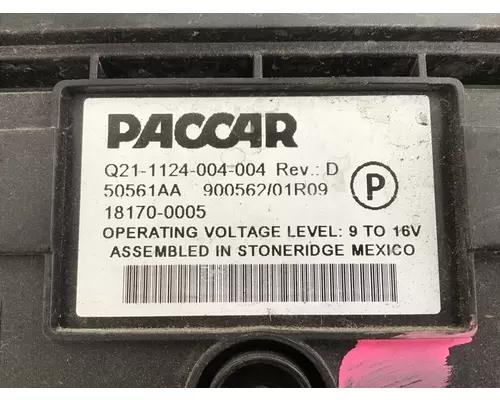 PACCAR
Q21-1124-004-004 Rev.: D
50561AA 900562/01R09
P
18170-0005
OPERATING VOLTAGE LEVEL: 9 TO 16V
ASSEMBLED IN STONERIDGE MEXICO